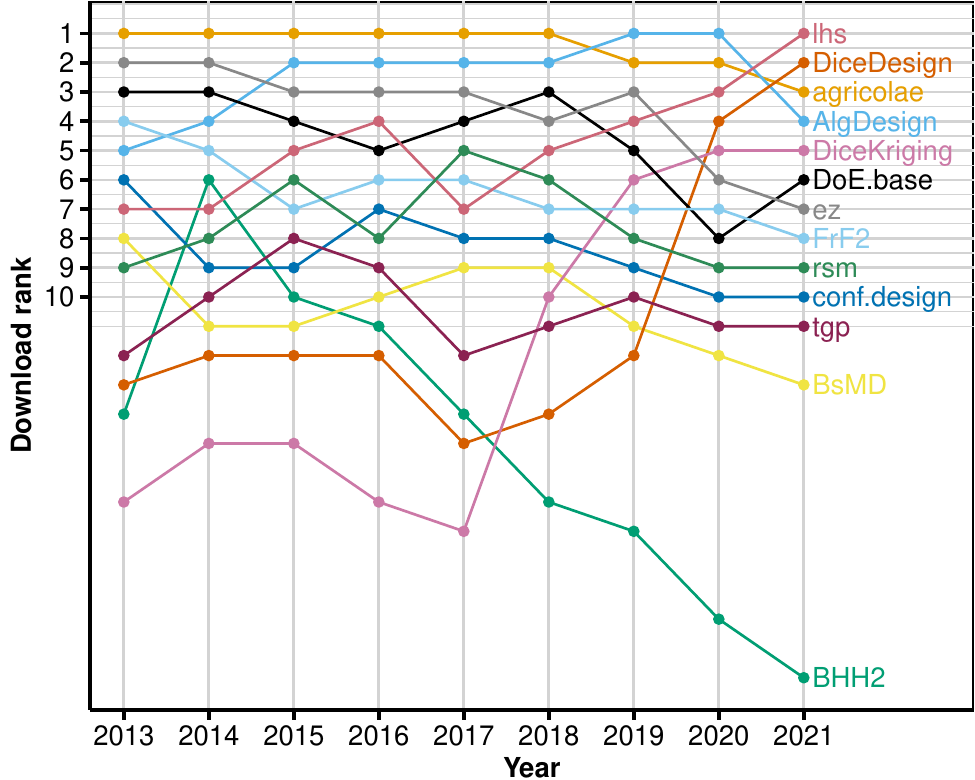 1
2
3
4
5
6
7
8
9
10
Download rank
lhs
DiceDesign
agricolae
AlgDesign
DiceKriging
DoE.base
ez
FrF2
rsm
conf.design
tgp
BsMD
BHH2
2013 2014 2015 2016 2017 2018 2019 2020 2021
Year